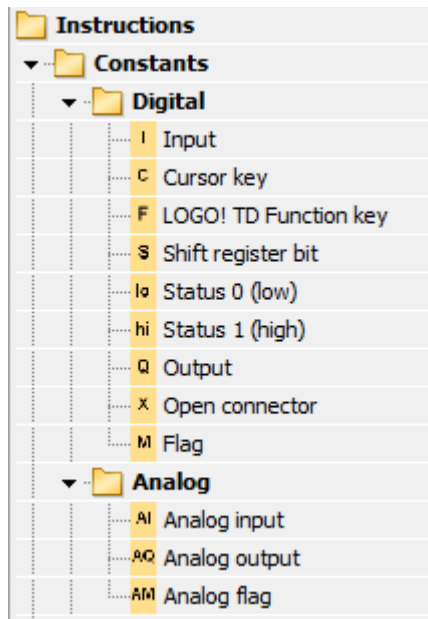 Instructions
Constants
Digital
I Input
C Cursor key
F LOGO! TD Function key
S Shift register bit
lo Status 0 (low)
hi Status 1 (high)
Q Output
X Open connector
M Flag
Analog
AI Analog input
AQ Analog output
AM Analog flag